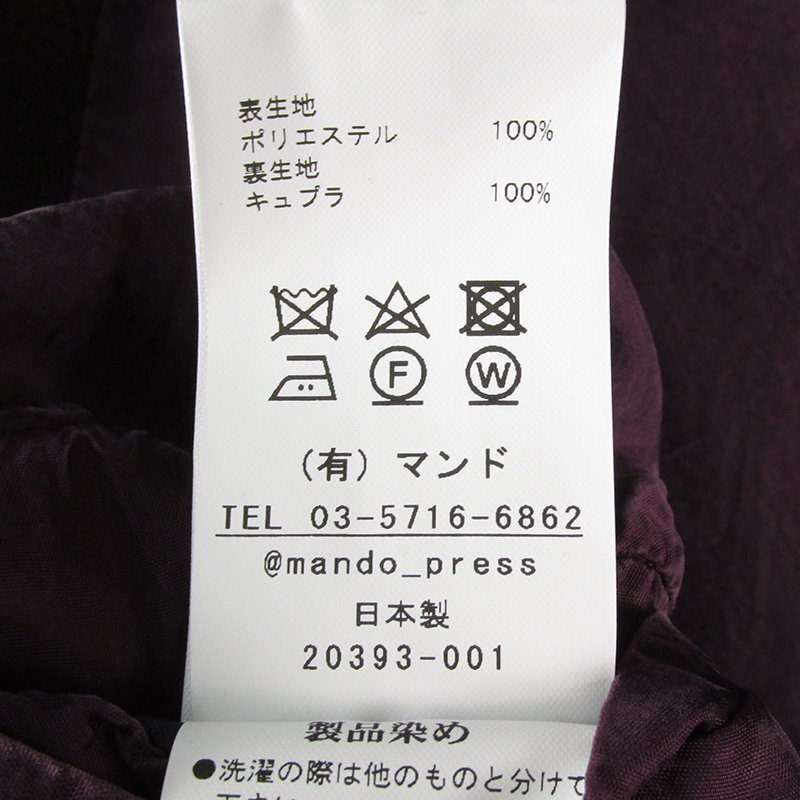 表生地
ポリエステル 100%
裏生地
キュプラ 100%
F W
(有) マンド
TEL 03-5716-6862
@mando_press
日本製
20393-001
製品染め
●洗濯の際は他のものと分けて